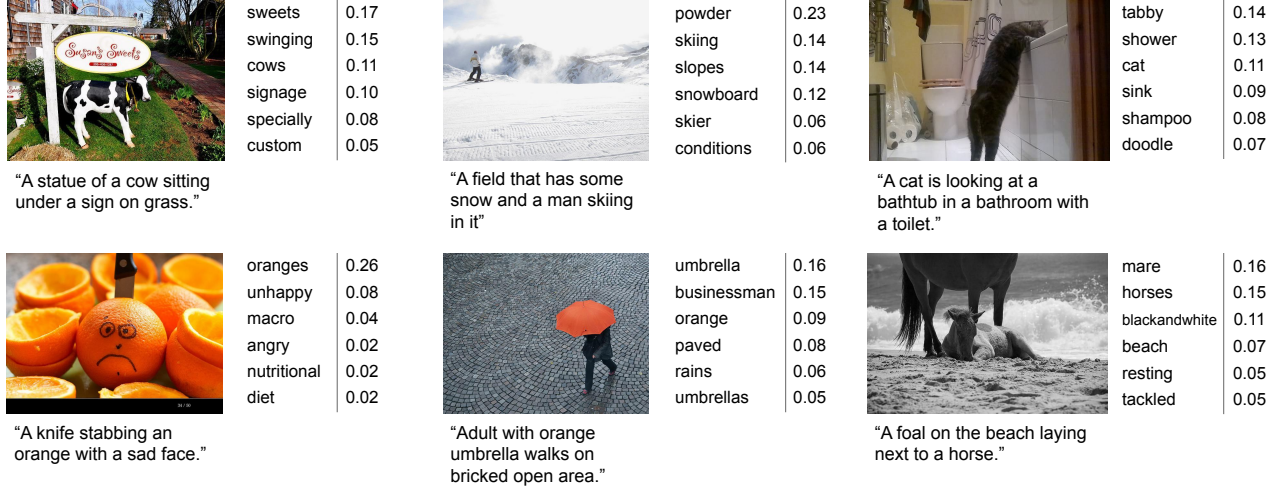 Susan's Sweets
sweets 0.17
swinging 0.15
cows 0.11
signage 0.10
specially 0.08
custom 0.05
“A statue of a cow sitting
under a sign on grass.”
powder 0.23
skiing 0.14
slopes 0.14
snowboard 0.12
skier 0.06
conditions 0.06
“A field that has some
snow and a man skiing
in it”
tabby 0.14
shower 0.13
cat 0.11
sink 0.09
shampoo 0.08
doodle 0.07
“A cat is looking at a
bathtub in a bathroom with
a toilet.”
oranges 0.26
unhappy 0.08
macro 0.04
angry 0.02
nutritional 0.02
diet 0.02
“A knife stabbing an
orange with a sad face.”
umbrella 0.16
businessman 0.15
orange 0.09
paved 0.08
rains 0.06
umbrellas 0.05
“Adult with orange
umbrella walks on
bricked open area.”
mare 0.16
horses 0.15
blackandwhite 0.11
beach 0.07
resting 0.05
tackled 0.05
“A foal on the beach laying
next to a horse.”